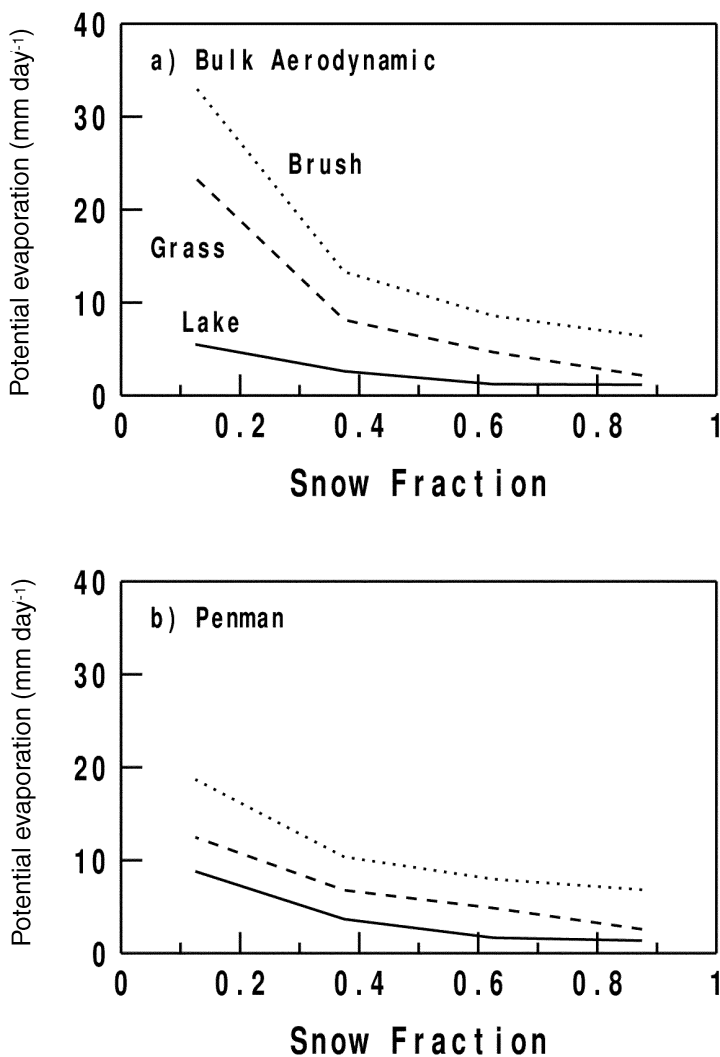 40
a) Bulk Aerodynamic
30
Brush
20
Grass
10
Lake
0
Potential evaporation (mm day-1)
0 0.2 0.4 0.6 0.8 1
Snow Fraction
40
b) Penman
30
20
10
0
Potential evaporation (mm day-1)
0 0.2 0.4 0.6 0.8 1
Snow Fraction